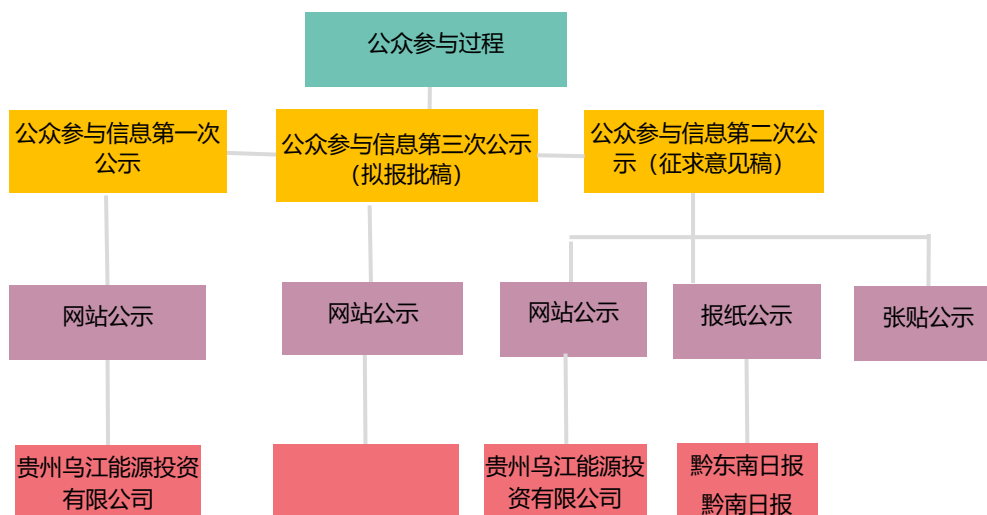 公众参与过程
公众参与信息第一次
公示
公众参与信息第三次公示
（拟报批稿）
公众参与信息第二次公
示（征求意见稿）
网站公示
网站公示
网站公示
报纸公示
张贴公示
贵州乌江能源投资
有限公司
贵州乌江能源投
资有限公司
黔东南日报
黔南日报